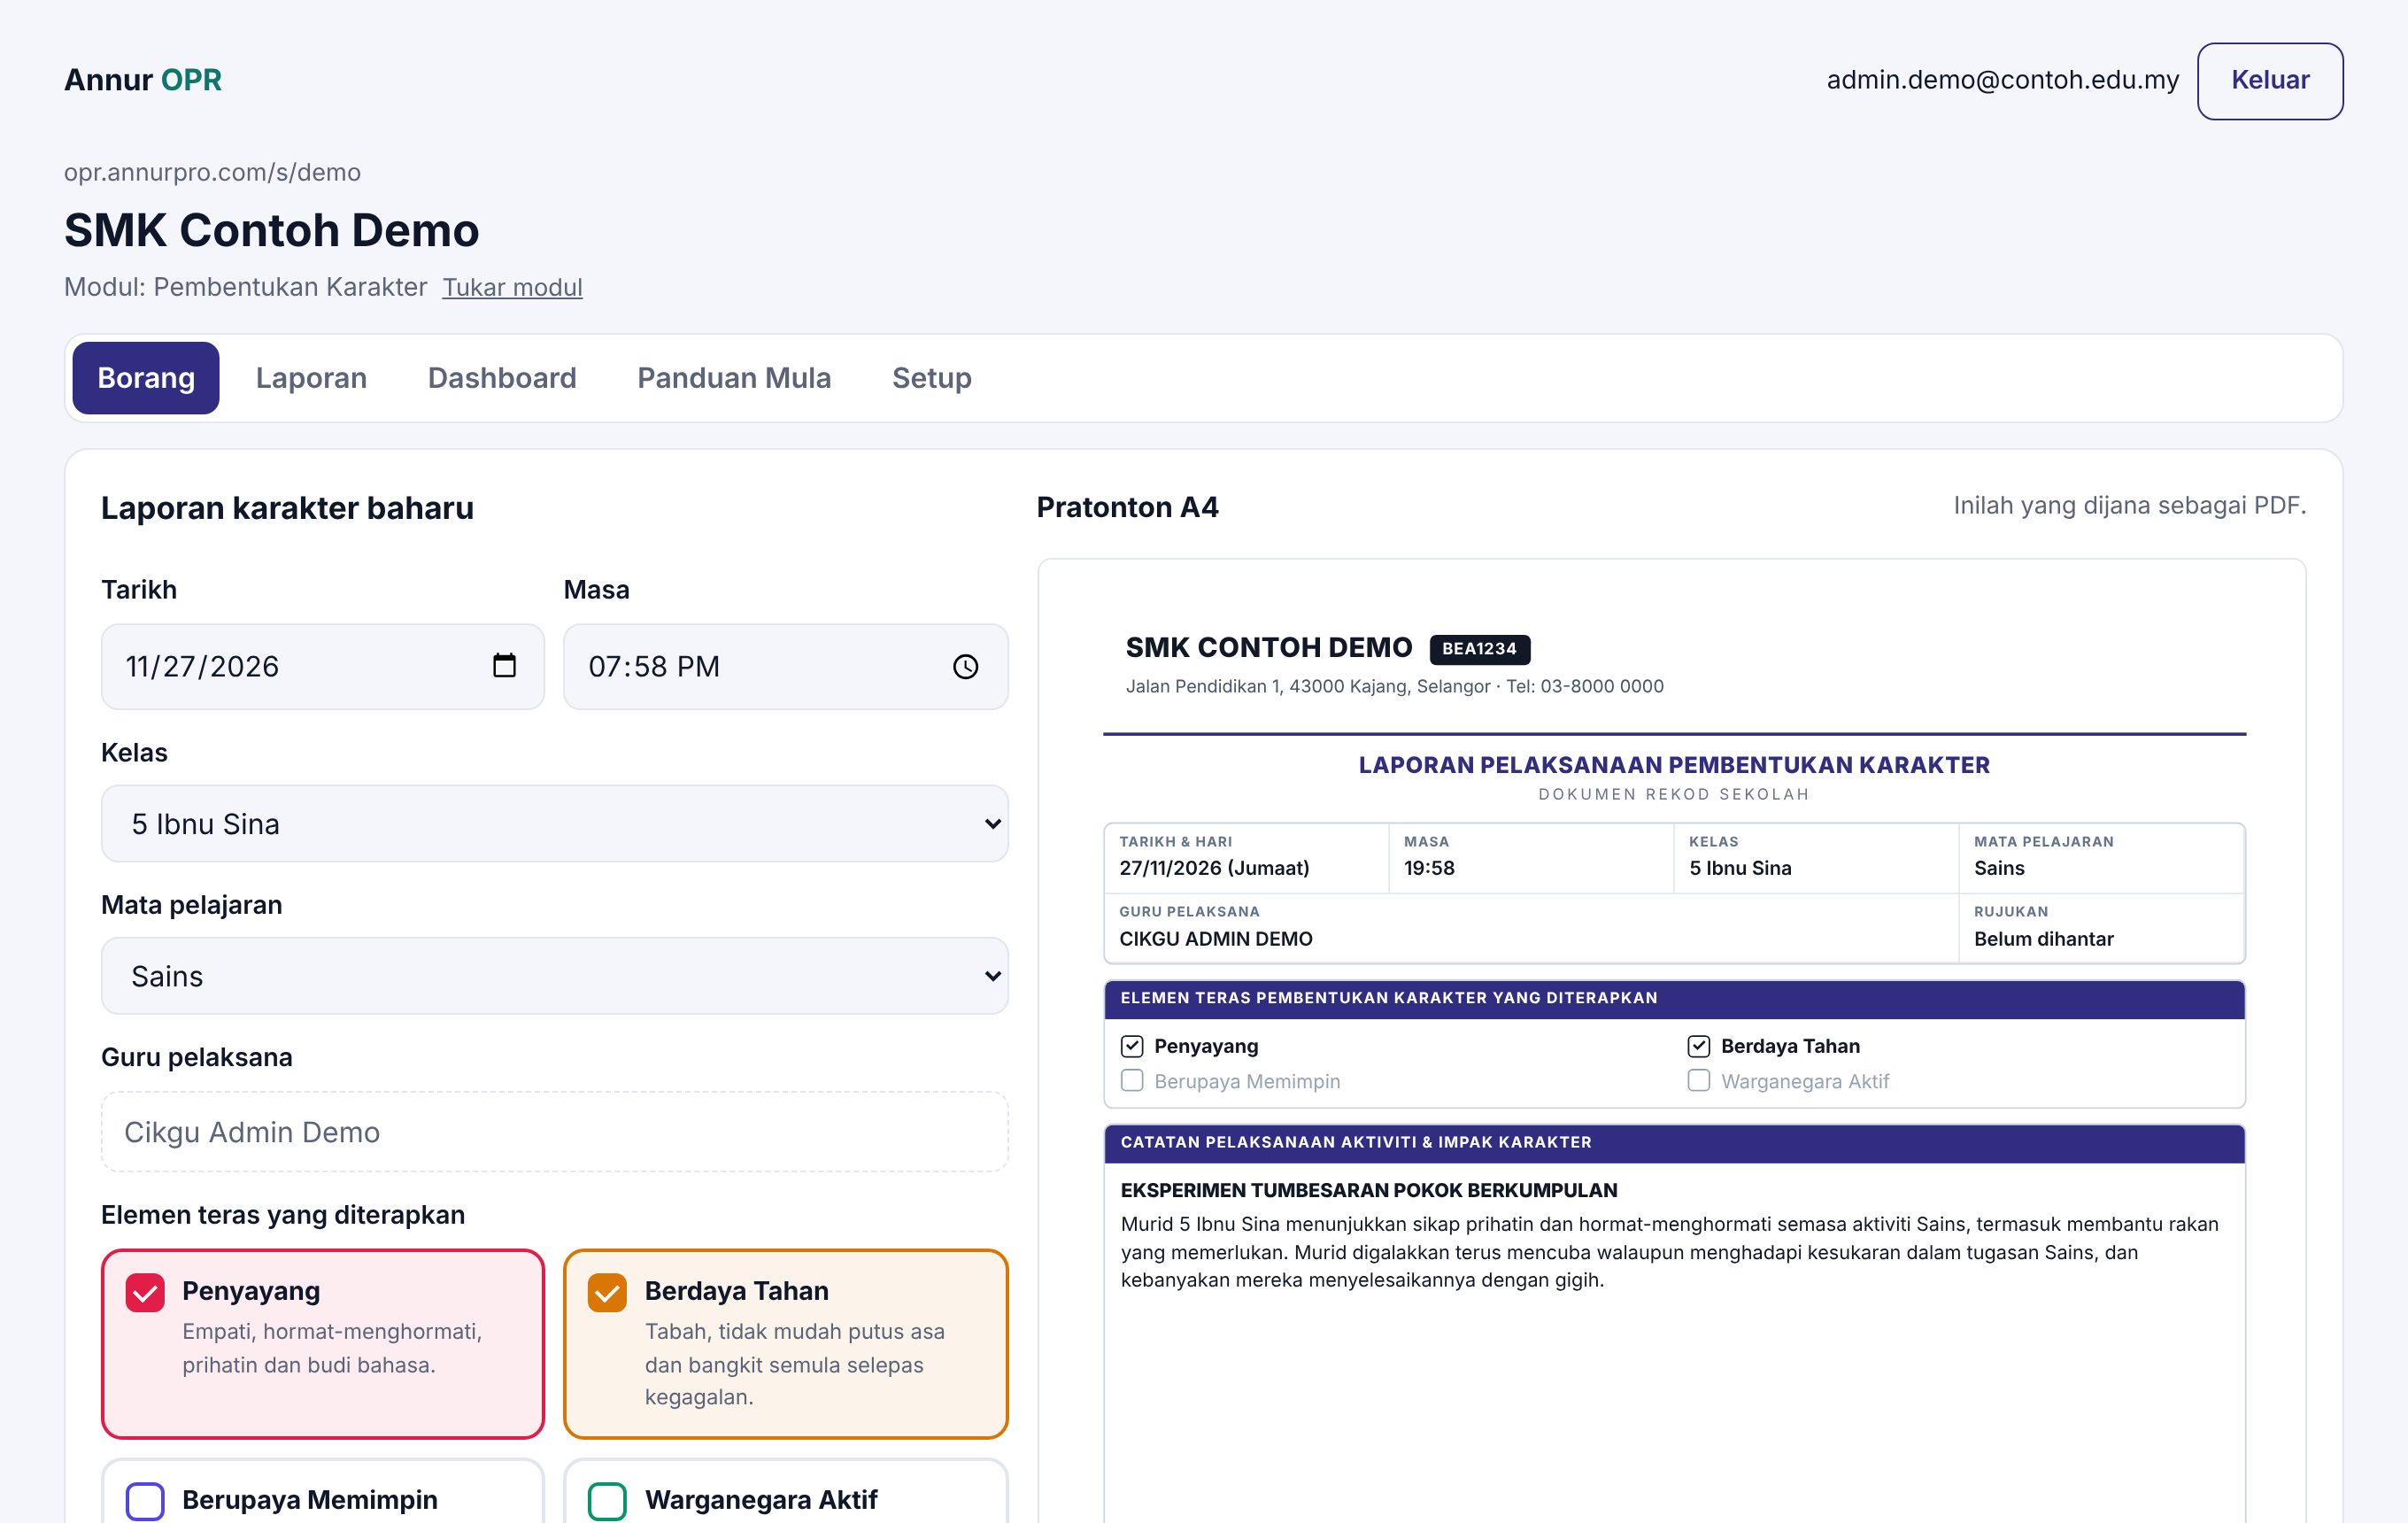 Annur OPR
admin.demo@contoh.edu.my
Keluar
opr.annurpro.com/s/demo
SMK Contoh Demo
Modul: Pembentukan Karakter Tukar modul
Borang
Laporan
Dashboard
Panduan Mula
Setup
Laporan karakter baharu
Tarikh
Masa
11/27/2026
07:58 PM
Kelas
5 Ibnu Sina
Mata pelajaran
Sains
Guru pelaksana
Cikgu Admin Demo
Elemen teras yang diterapkan
Penyayang
Empati, hormat-menghormati,
prihatin dan budi bahasa.
Berdaya Tahan
Tabah, tidak mudah putus asa
dan bangkit semula selepas
kegagalan.
Berupaya Memimpin
Warganegara Aktif
Pratonton A4
Inilah yang dijana sebagai PDF.
SMK CONTOH DEMO
BEA1234
Jalan Pendidikan 1, 43000 Kajang, Selangor · Tel: 03-8000 0000
LAPORAN PELAKSANAAN PEMBENTUKAN KARAKTER
DOKUMEN REKOD SEKOLAH
TARIKH & HARI
27/11/2026 (Jumaat)
MASA
19:58
KELAS
5 Ibnu Sina
MATA PELAJARAN
Sains
GURU PELAKSANA
CIKGU ADMIN DEMO
RUJUKAN
Belum dihantar
ELEMEN TERAS PEMBENTUKAN KARAKTER YANG DITERAPKAN
Penyayang
Berdaya Tahan
Berupaya Memimpin
Warganegara Aktif
CATATAN PELAKSANAAN AKTIVITI & IMPAK KARAKTER
EKSPERIMEN TUMBESARAN POKOK BERKUMPULAN
Murid 5 Ibnu Sina menunjukkan sikap prihatin dan hormat-menghormati semasa aktiviti Sains, termasuk membantu rakan
yang memerlukan. Murid digalakkan terus mencuba walaupun menghadapi kesukaran dalam tugasan Sains, dan
kebanyakan mereka menyelesaikannya dengan gigih.